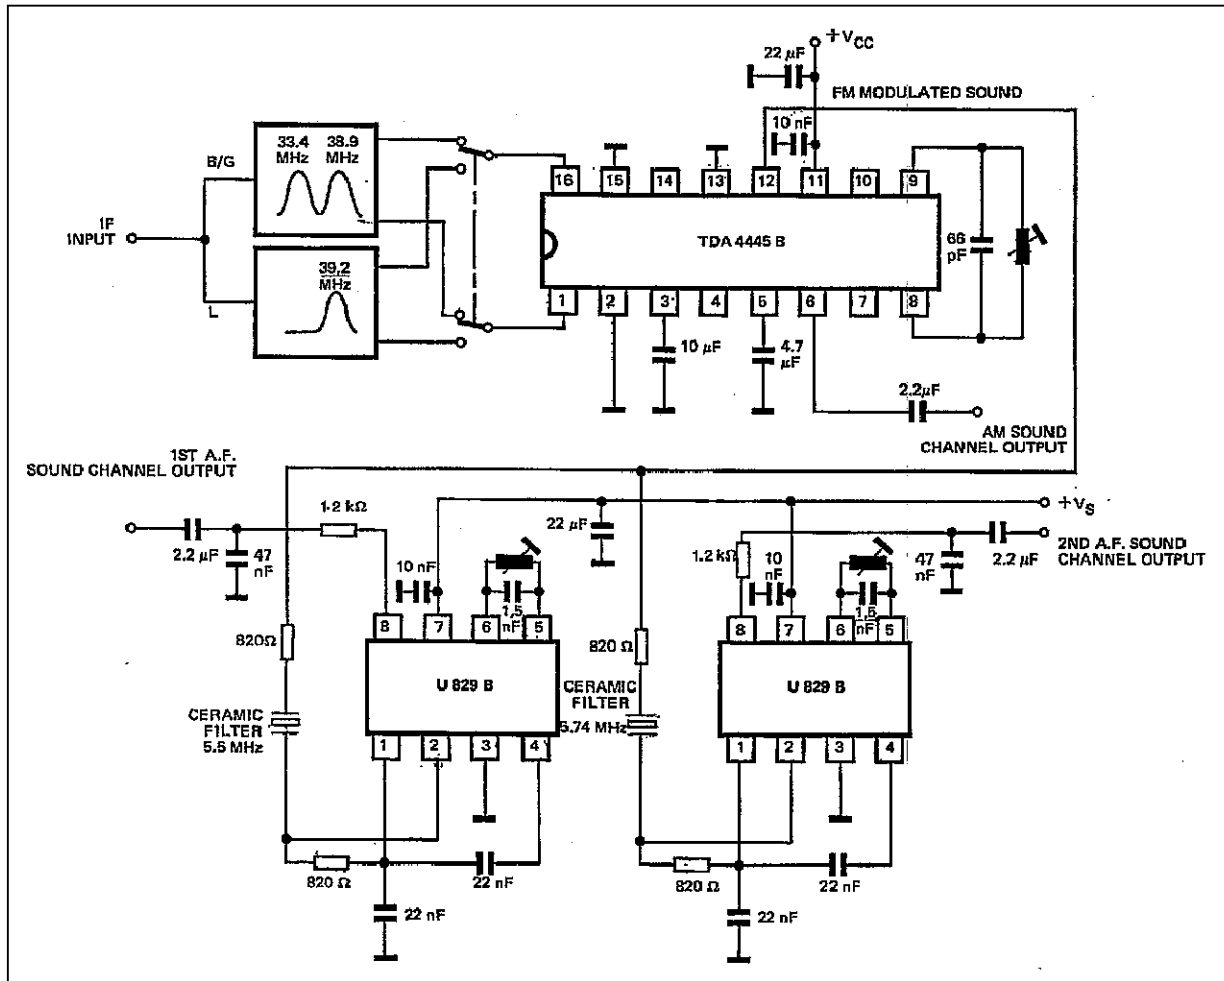 +VCC
22 µF
FM MODULATED SOUND
10 nF
33.4 MHz
38.9 MHz
B/G
IF INPUT
39.2 MHz
L
16
15
14
13
12
11
10
9
TDA 4445 B
66 pF
1
2
3
4
5
6
7
8
10 µF
4.7 µF
2.2µF
AM SOUND
CHANNEL OUTPUT
1ST A.F.
SOUND CHANNEL OUTPUT
1.2 kΩ
+VS
22 µF
2.2 µF
47 nF
10 nF
1.5 nF
1.2 kΩ
10 nF
1.5 nF
47 nF
2.2 µF
2ND A.F. SOUND
CHANNEL OUTPUT
8
7
6
5
8
7
6
5
820Ω
820 Ω
U 829 B
U 829 B
CERAMIC
FILTER
5.5 MHz
CERAMIC
FILTER
5.74 MHz
1
2
3
4
1
2
3
4
820 Ω
22 nF
820 Ω
22 nF
22 nF
22 nF